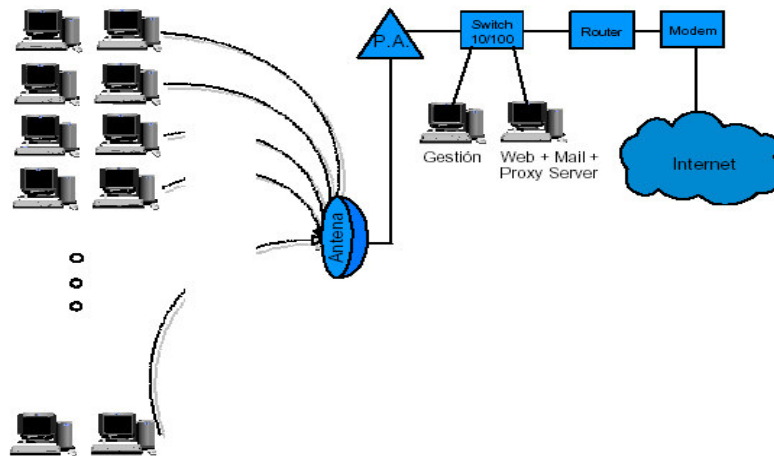 P.A.
Switch
10/100
Router
Modem
Gestión
Web + Mail +
Proxy Server
Internet
Antena